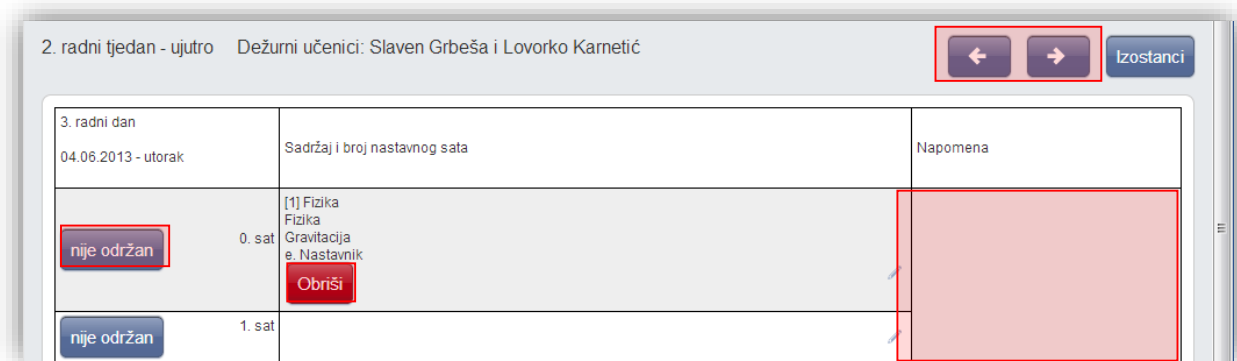 2. radni tjedan - ujutro Dežurni učenici: Slaven Grbeša i Lovorko Karnetić
Izostanci
3. radni dan
04.06.2013 - utorak
Sadržaj i broj nastavnog sata
Napomena
nije održan
0. sat
[1] Fizika
Fizika
Gravitacija
e. Nastavnik
Obriši
nije održan
1. sat